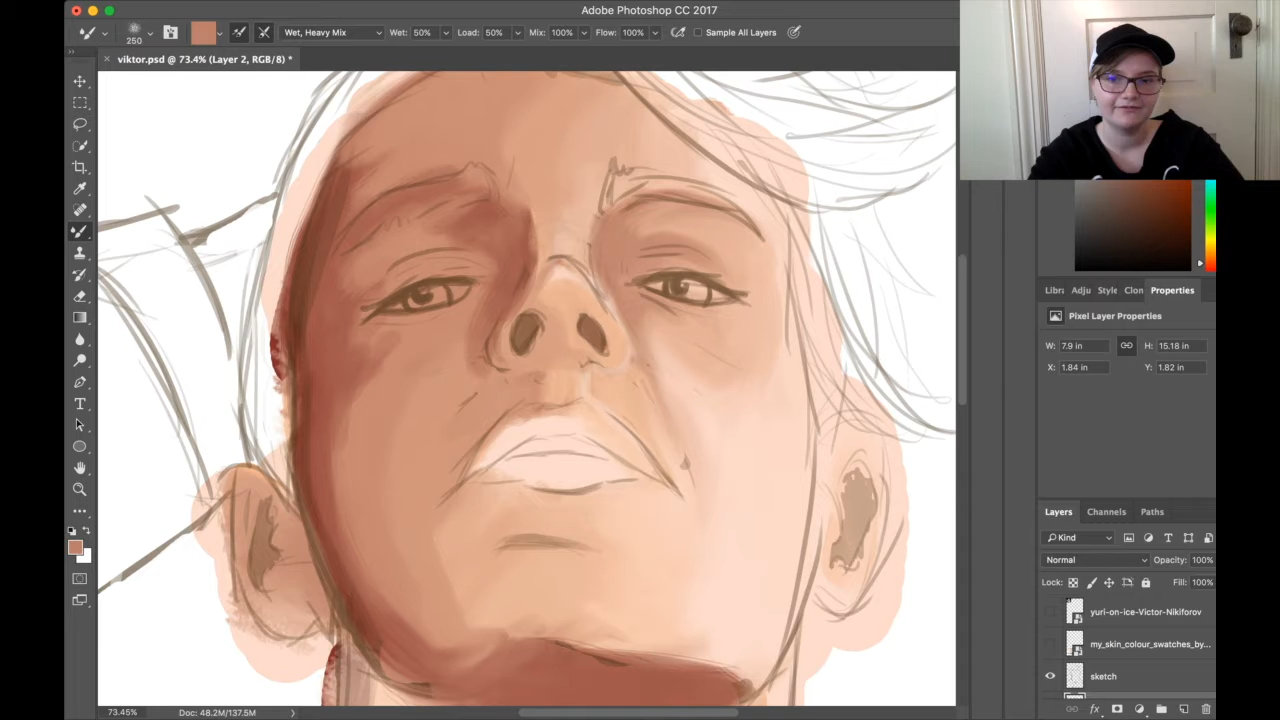 Adobe Photoshop CC 2017
250
Wet, Heavy Mix
Wet: 50%
Load: 50%
Mix: 100%
Flow: 100%
Sample All Layers
viktor.psd @ 73.4% (Layer 2, RGB/8) *
Libra
Adju
Style
Clon
Properties
Pixel Layer Properties
W: 7.9 in
H: 15.18 in
X: 1.84 in
Y: 1.82 in
Layers
Channels
Paths
Kind
Normal
Opacity: 100%
Lock:
Fill: 100%
yuri-on-ice-Victor-Nikiforov
my_skin_colour_swatches_by...
sketch
73.45%
Doc: 48.2M/137.5M